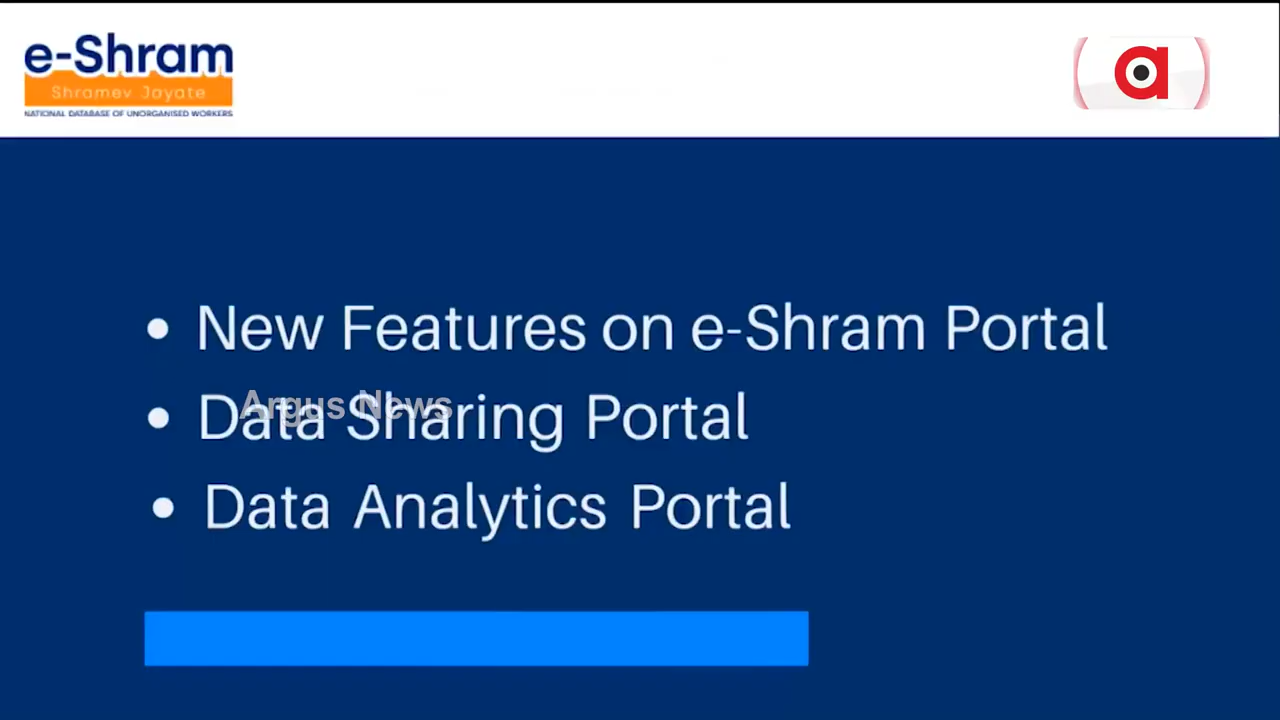 e-Shram
Shramev Jayate
NATIONAL DATABASE OF UNORGANISED WORKERS
a
• New Features on e-Shram Portal
• Data Sharing Portal
Argus News
• Data Analytics Portal